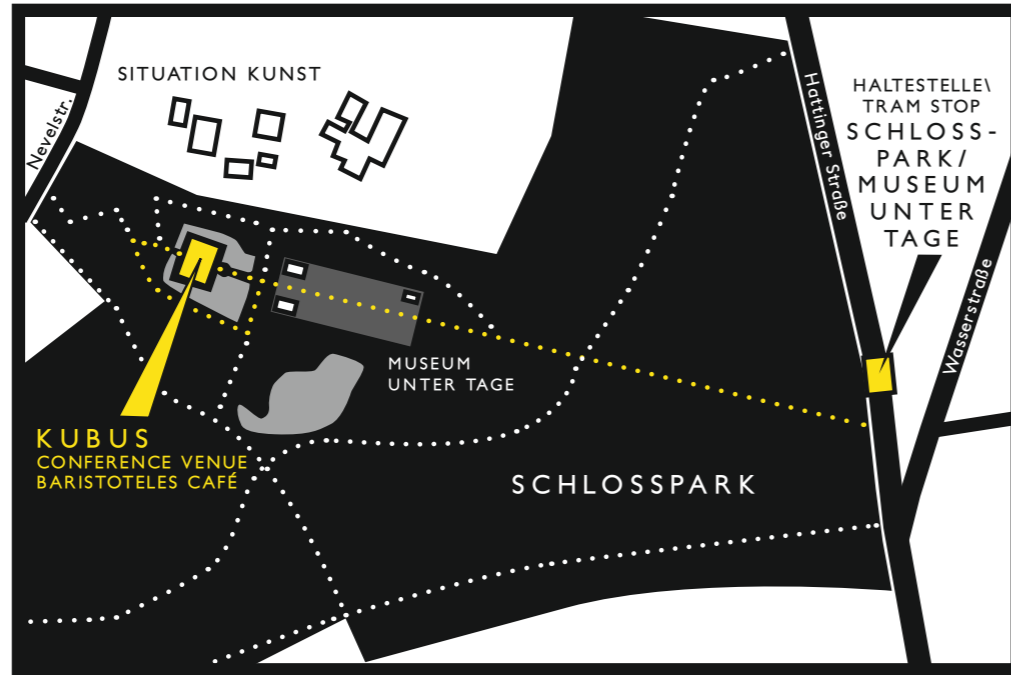 SITUATION KUNST
Nevelstr.
Hattinger Straße
HALTESTELLE\
TRAM STOP
SCHLOSS-
PARK/
MUSEUM
UNTER
TAGE
Wasserstraße
MUSEUM
UNTER TAGE
KUBUS
CONFERENCE VENUE
BARISTOTELES CAFÉ
SCHLOSSPARK